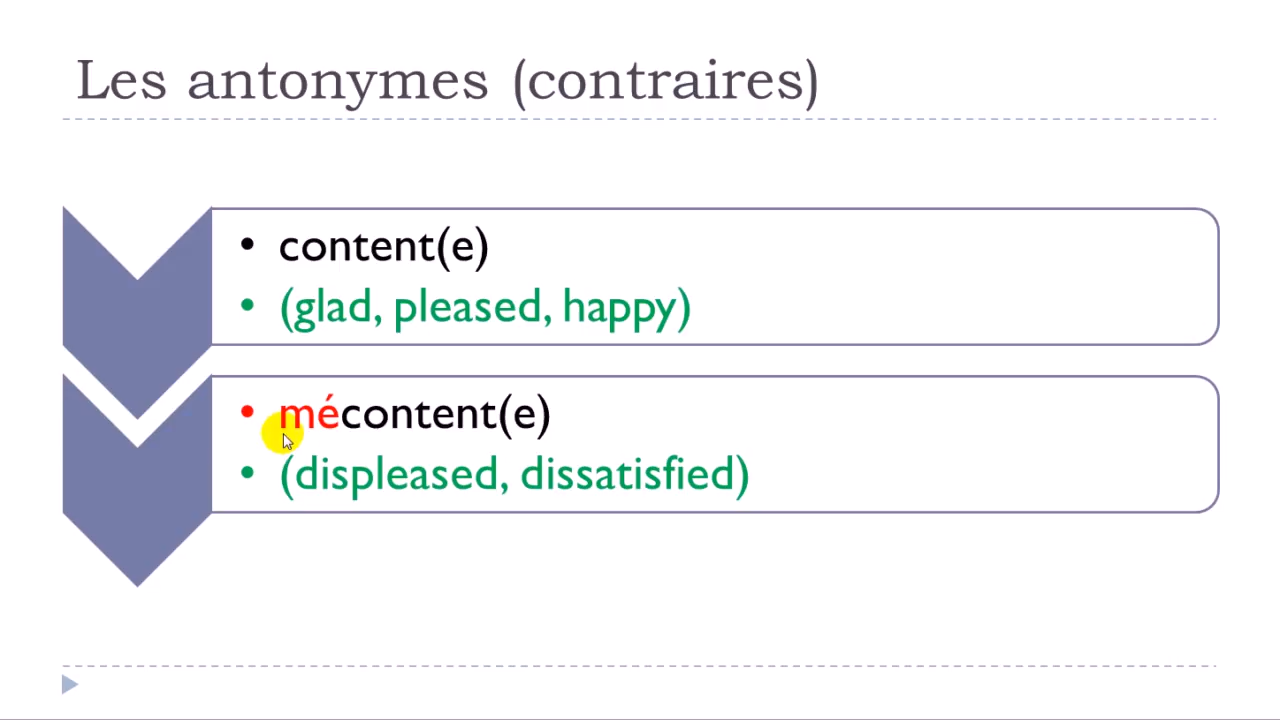 Les antonymes (contraires)
• content(e)
• (glad, pleased, happy)
• mécontent(e)
• (displeased, dissatisfied)